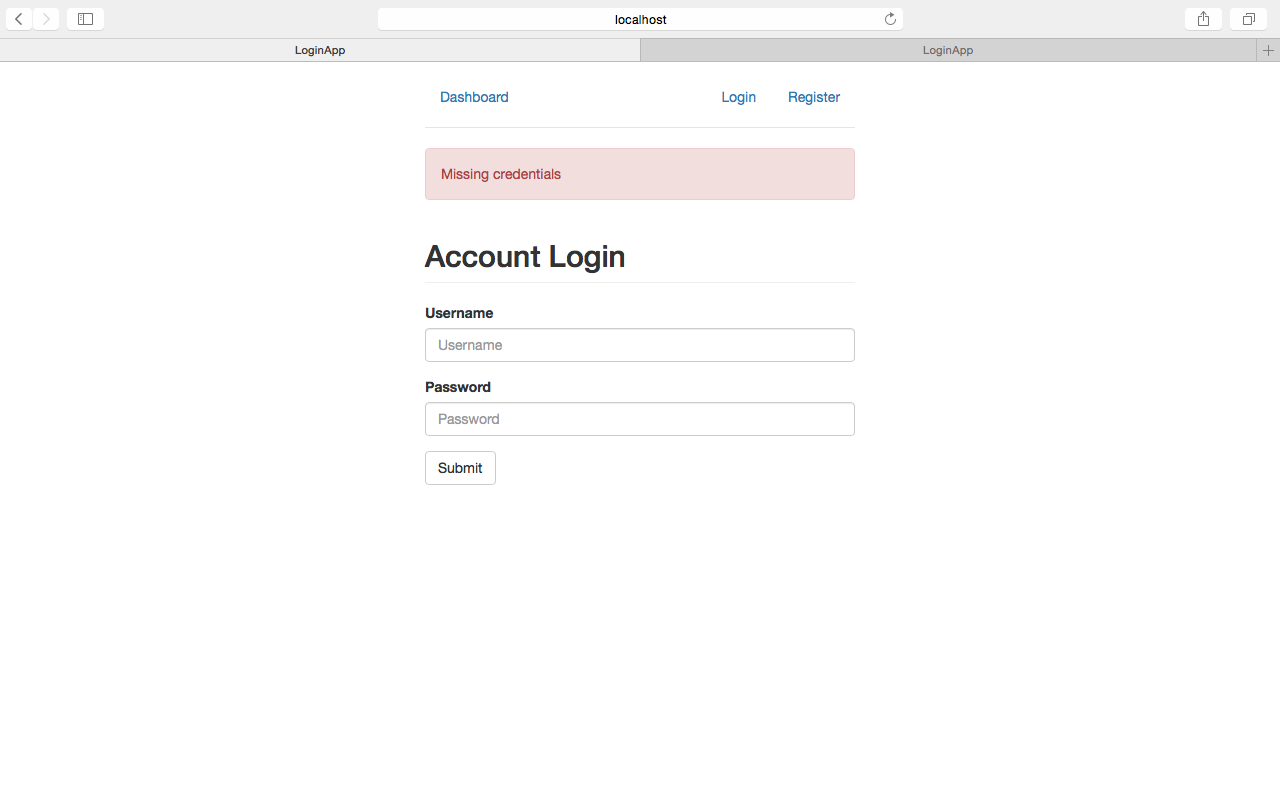 localhost
LoginApp
LoginApp
Dashboard Login Register
Missing credentials
Account Login
Username
Username
Password
Password
Submit